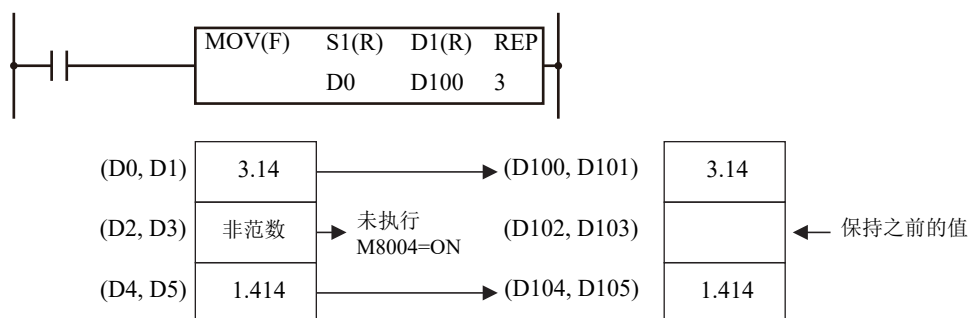 MOV(F) S1(R) D1(R) REP
D0 D100 3
(D0, D1) 3.14 (D100, D101) 3.14
(D2, D3) 非范数 未执行 M8004=ON (D102, D103) 保持之前的值
(D4, D5) 1.414 (D104, D105) 1.414